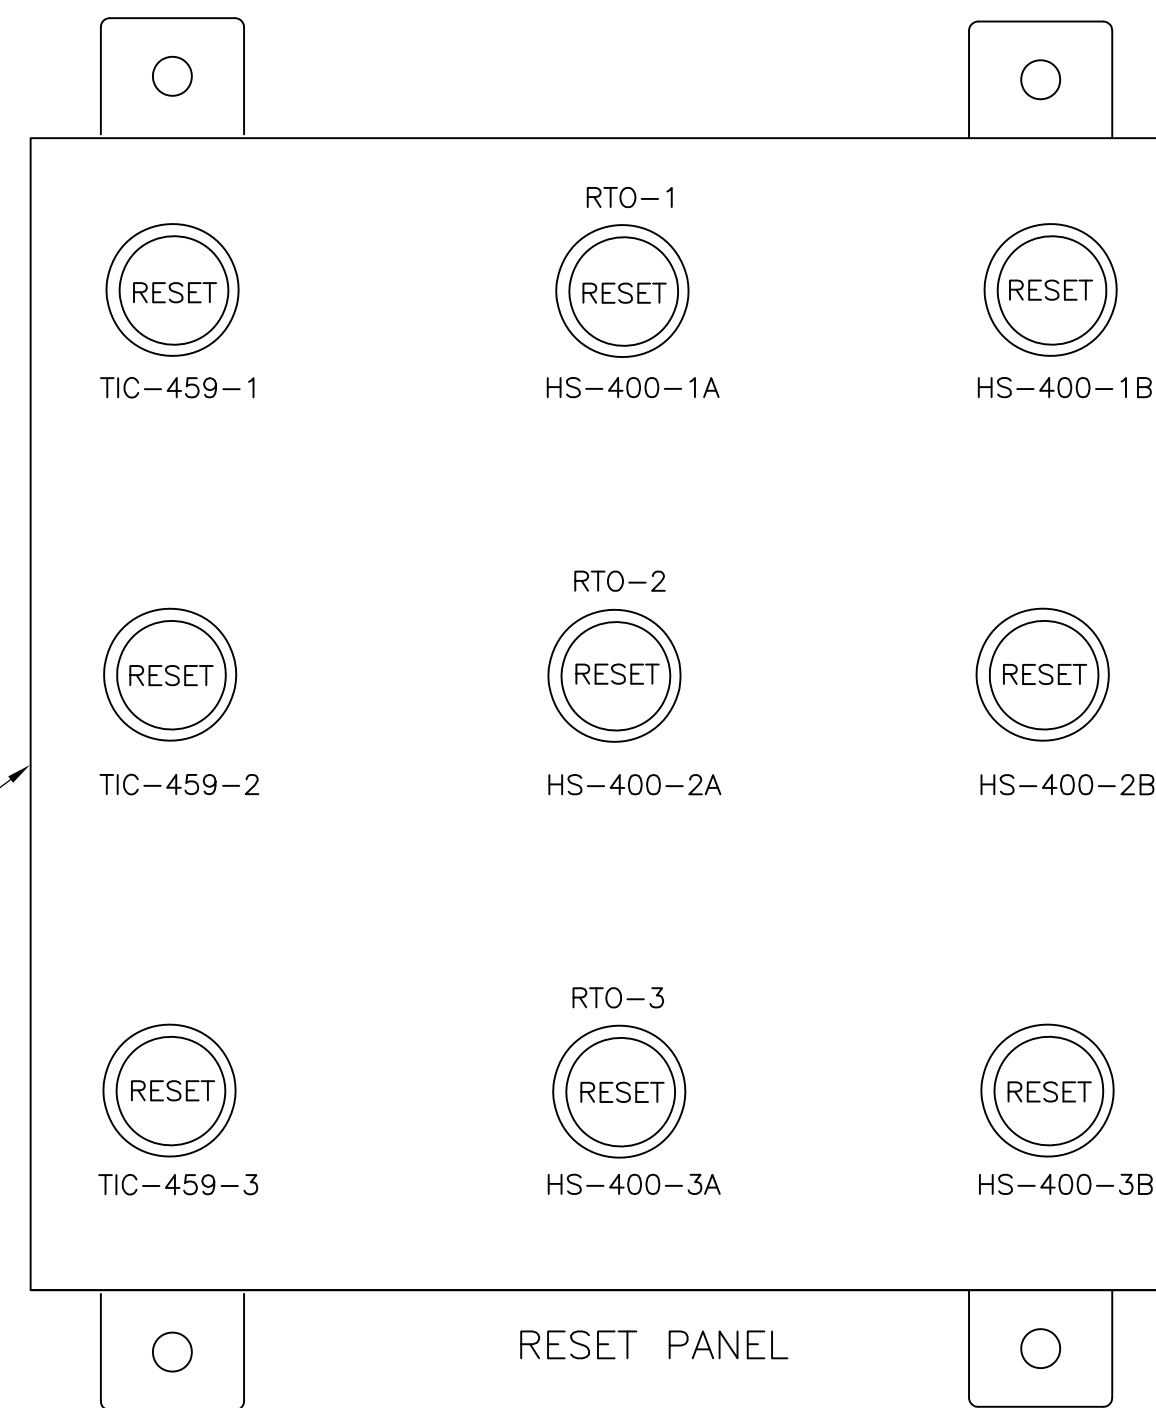 RTO-1
RESET RESET RESET
TIC-459-1 HS-400-1A HS-400-1B
RTO-2
RESET RESET RESET
TIC-459-2 HS-400-2A HS-400-2B
RTO-3
RESET RESET RESET
TIC-459-3 HS-400-3A HS-400-3B
RESET PANEL